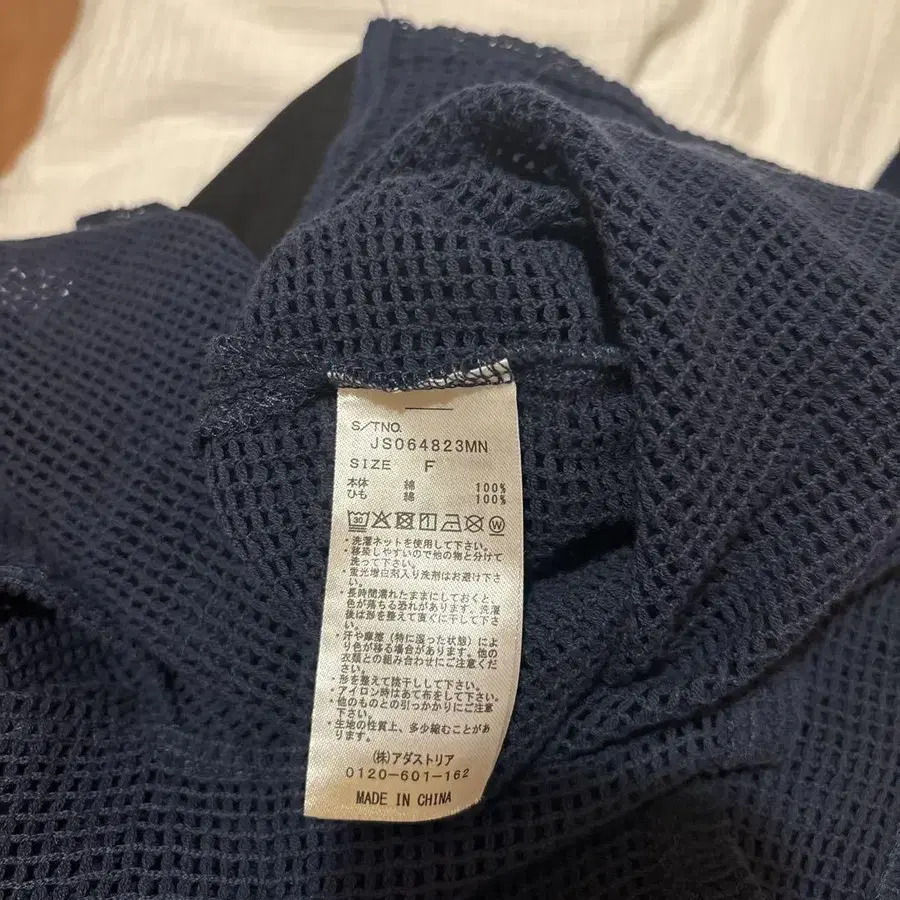 S/TNO.
JS064823MN
SIZE F
本体 綿 100%
ひも 綿 100%
30 W
・洗濯ネットを使用して下さい。
・移染しやすいので他の物と分けて
洗って下さい。
・蛍光増白剤入り洗剤はお避け下さ
い。
・長時間濡れたままにしておくと、
色が落ちる恐れがあります。洗濯
後は形を整えて直ぐに干して下さ
い。
・汗や摩擦(特に湿った状態)によ
り色が移る場合があります。他の
衣類との組み合わせにご注意くだ
さい。
・形を整えて陰干しして下さい。
・アイロン時はあて布をして下さい。
・他のものとの引っかかりにご注意
下さい。
・生地の性質上、多少縮むことがあ
ります。
(株)アダストリア
0120-601-162
MADE IN CHINA